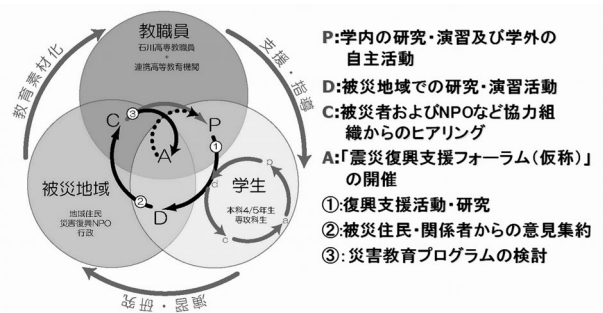 教職員
石川高等教職員
連携高等教育機関
教育素材化
支援・指導
C
③
P
①
A
被災地域
地域住民
災害復興NPO
行政
②
D
学生
本科4/5年生
専攻科生
p
d
c
a
演習・研究
P:学内の研究・演習及び学外の
自主活動
D:被災地域での研究・演習活動
C:被災者およびNPOなど協力組
織からのヒアリング
A:「震災復興支援フォーラム(仮称)」
の開催
①:復興支援活動・研究
②:被災住民・関係者からの意見集約
③:災害教育プログラムの検討